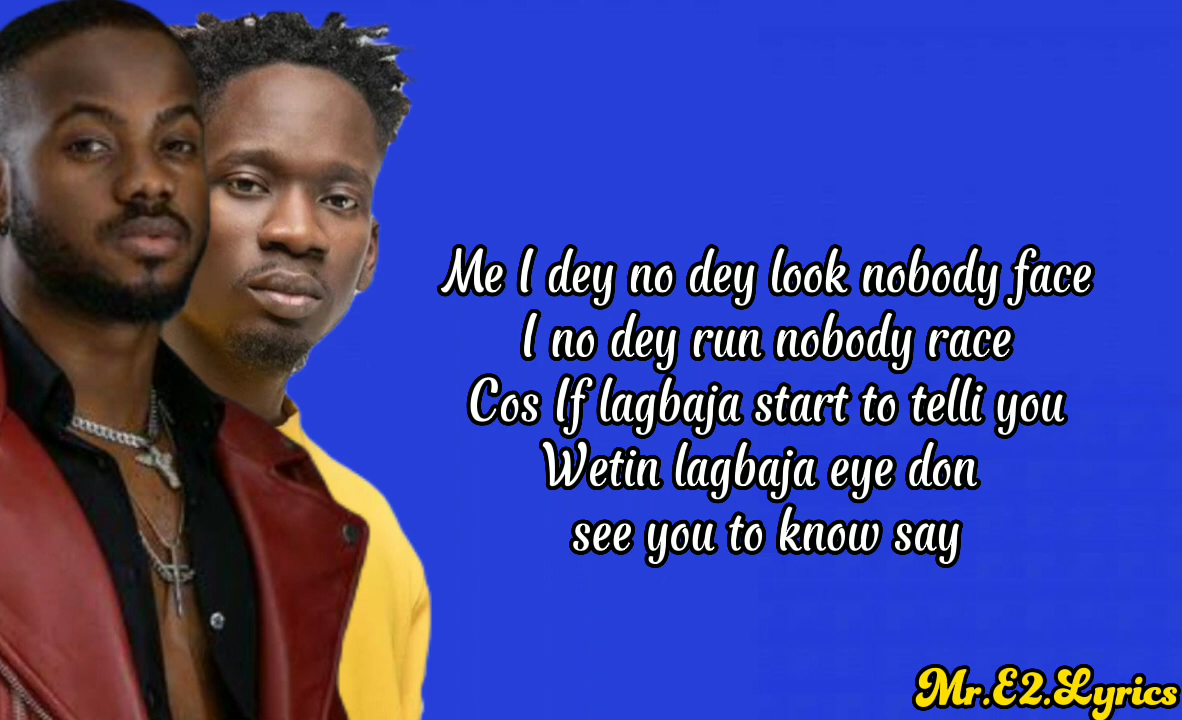 Me I dey no dey look nobody face
I no dey run nobody race
Cos If lagbaja start to telli you
Wetin lagbaja eye don
see you to know say
Mr.E2.Lyrics